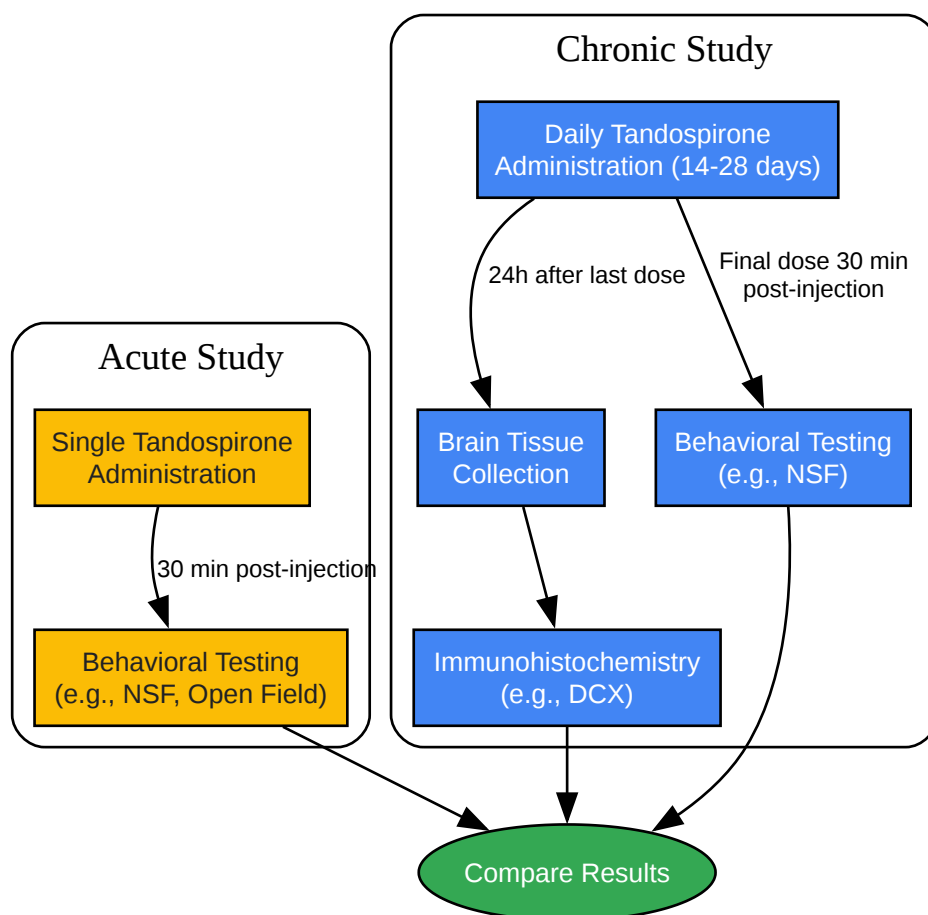 Chronic Study
Daily Tandospirone
Administration (14-28 days)
24h after last dose
Final dose 30 min
post-injection
Acute Study
Single Tandospirone
Administration
Brain Tissue
Collection
Behavioral Testing
(e.g., NSF)
30 min post-injection
Behavioral Testing
(e.g., NSF, Open Field)
Immunohistochemistry
(e.g., DCX)
Compare Results